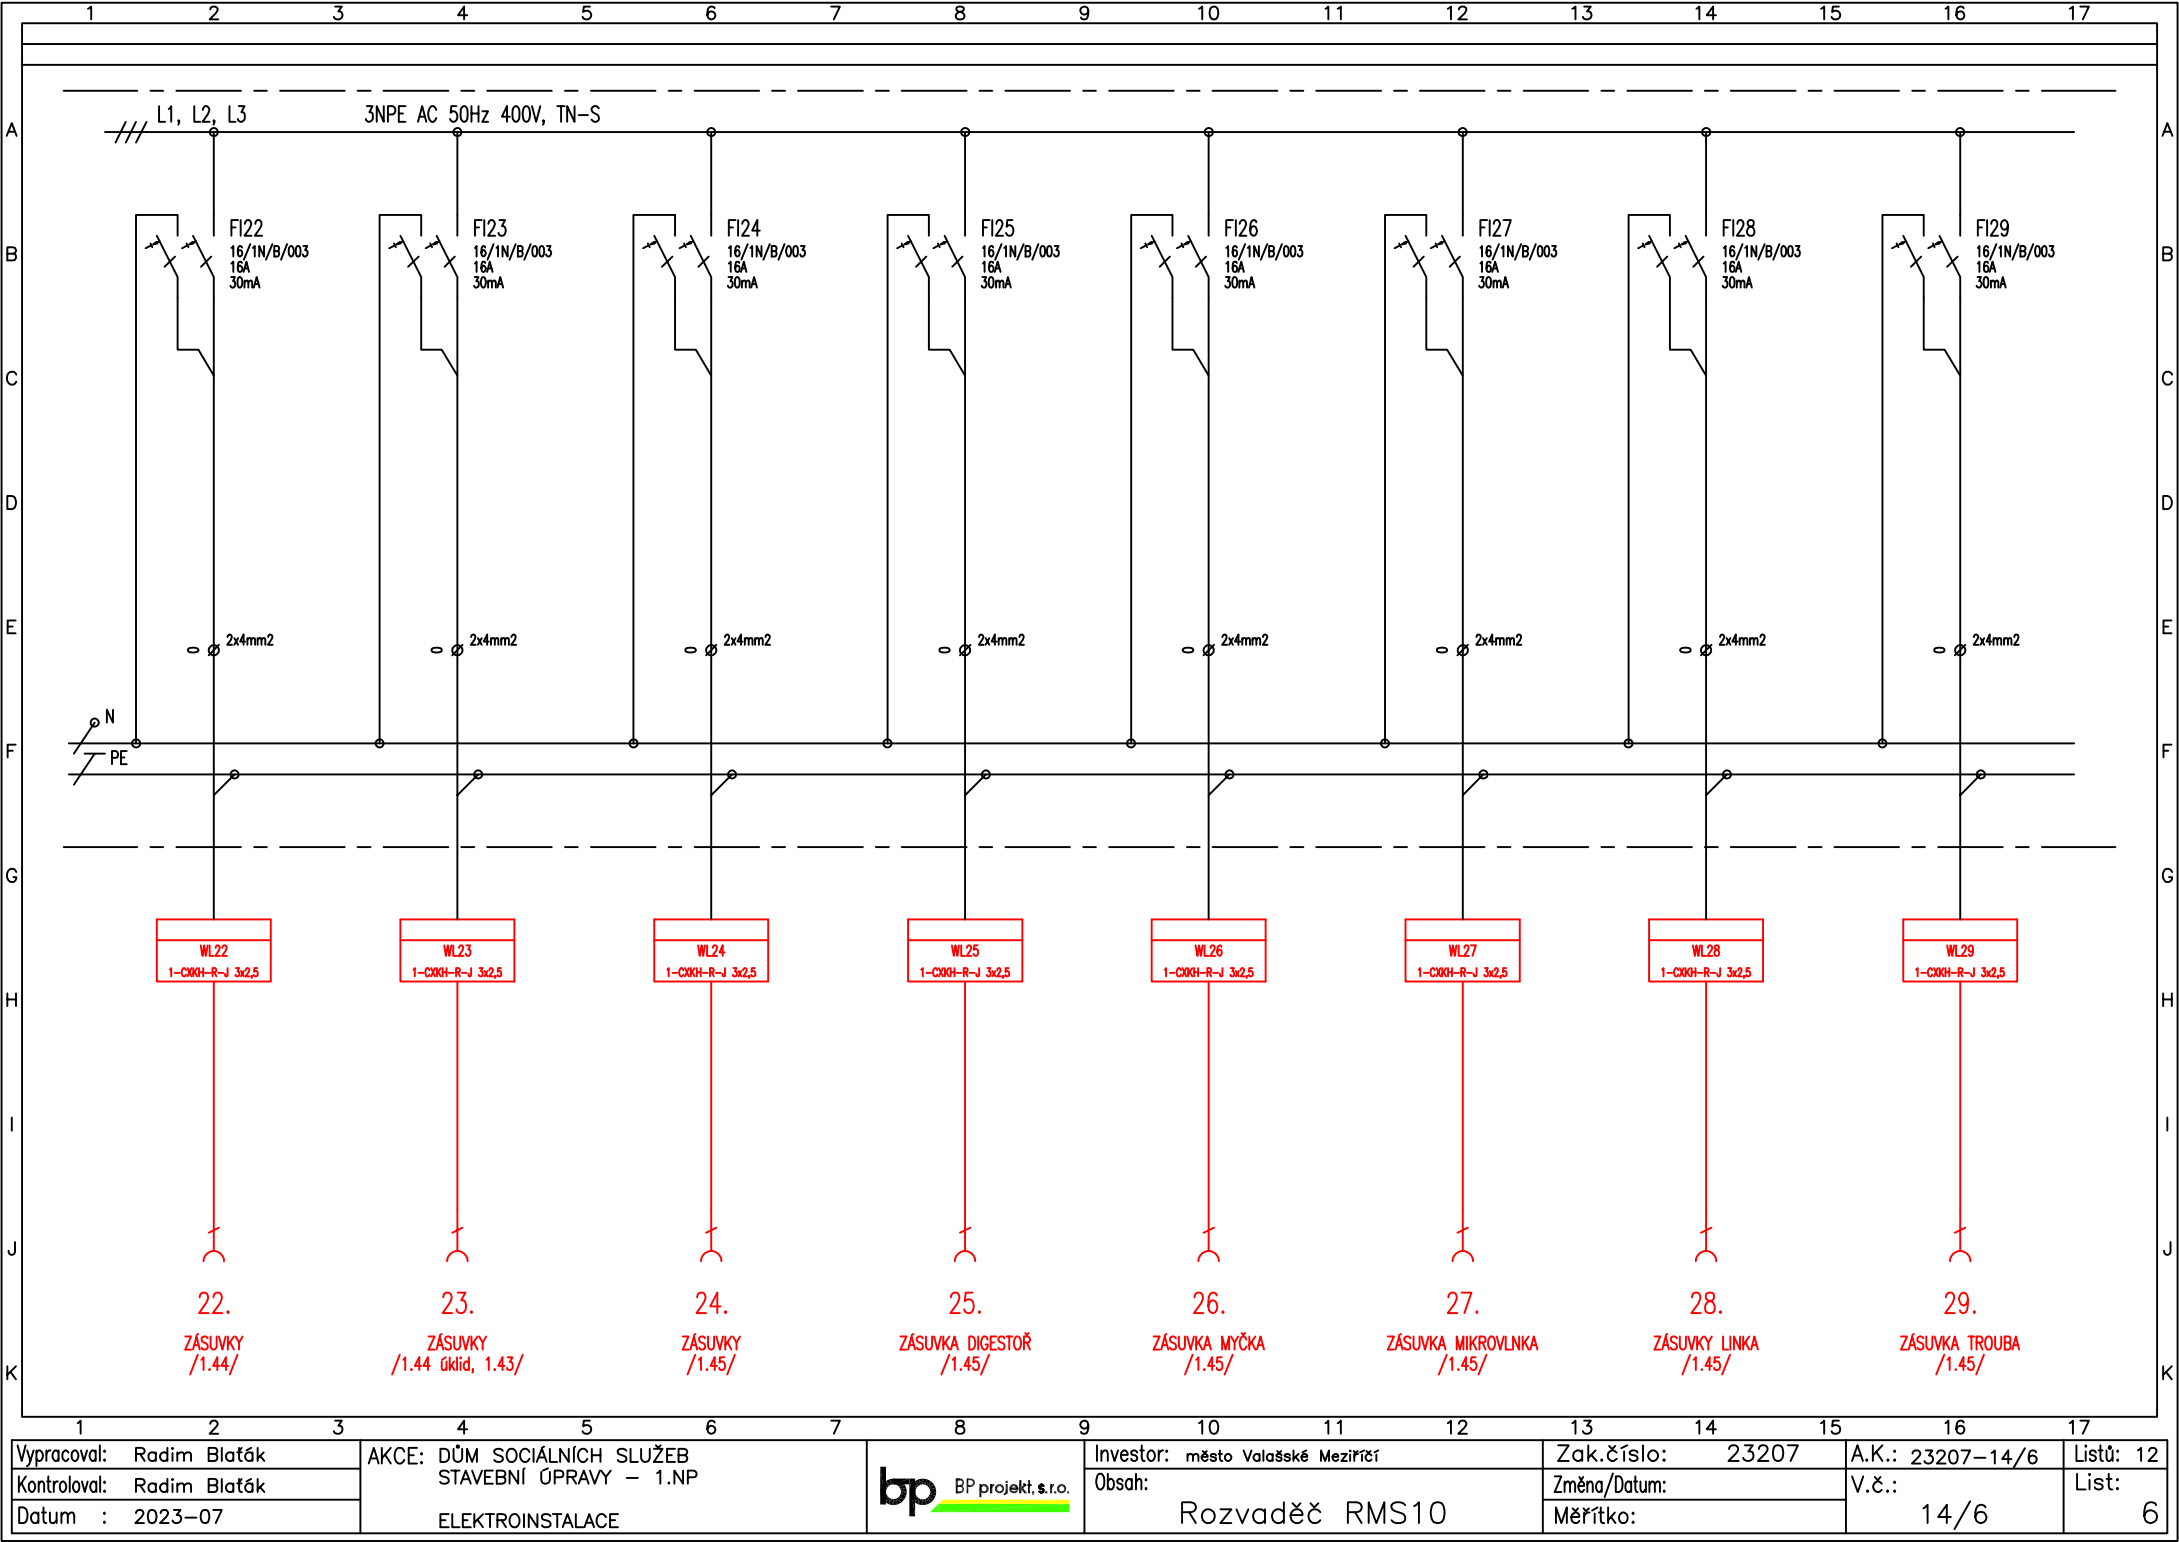 1 2 3 4 5 6 7 8 9 10 11 12 13 14 15 16 17
L1, L2, L3 3NPE AC 50Hz 400V, TN-S
A A
FI22 FI23 FI24 FI25 FI26 FI27 FI28 FI29
B 16/1N/B/003 16/1N/B/003 16/1N/B/003 16/1N/B/003 16/1N/B/003 16/1N/B/003 16/1N/B/003 16/1N/B/003 B
16A 16A 16A 16A 16A 16A 16A 16A
30mA 30mA 30mA 30mA 30mA 30mA 30mA 30mA
C C
D D
E E
2x4mm2 2x4mm2 2x4mm2 2x4mm2 2x4mm2 2x4mm2 2x4mm2 2x4mm2
0 0 0 0 0 0 0 0
N
F F
PE
G G
WL22 WL23 WL24 WL25 WL26 WL27 WL28 WL29
1-CXKH-R-J 3x2,5 1-CXKH-R-J 3x2,5 1-CXKH-R-J 3x2,5 1-CXKH-R-J 3x2,5 1-CXKH-R-J 3x2,5 1-CXKH-R-J 3x2,5 1-CXKH-R-J 3x2,5 1-CXKH-R-J 3x2,5
H H
I I
J J
22. 23. 24. 25. 26. 27. 28. 29.
ZÁSUVKY ZÁSUVKY ZÁSUVKY ZÁSUVKA DIGESTOŘ ZÁSUVKA MYČKA ZÁSUVKA MIKROVLNKA ZÁSUVKY LINKA ZÁSUVKA TROUBA
/1.44/ /1.44 úklid, 1.43/ /1.45/ /1.45/ /1.45/ /1.45/ /1.45/ /1.45/
K K
1 2 3 4 5 6 7 8 9 10 11 12 13 14 15 16 17
Vypracoval: Radim Blaťák
Kontroloval: Radim Blaťák
Datum : 2023-07
AKCE: DŮM SOCIÁLNÍCH SLUŽEB
STAVEBNÍ ÚPRAVY - 1.NP
ELEKTROINSTALACE
bp BP projekt, s.r.o.
Investor: město Valašské Meziříčí
Obsah:
Rozvaděč RMS10
Zak.číslo: 23207
Změna/Datum:
Měřítko:
A.K.: 23207-14/6
V.č.:
14/6
Listů: 12
List:
6